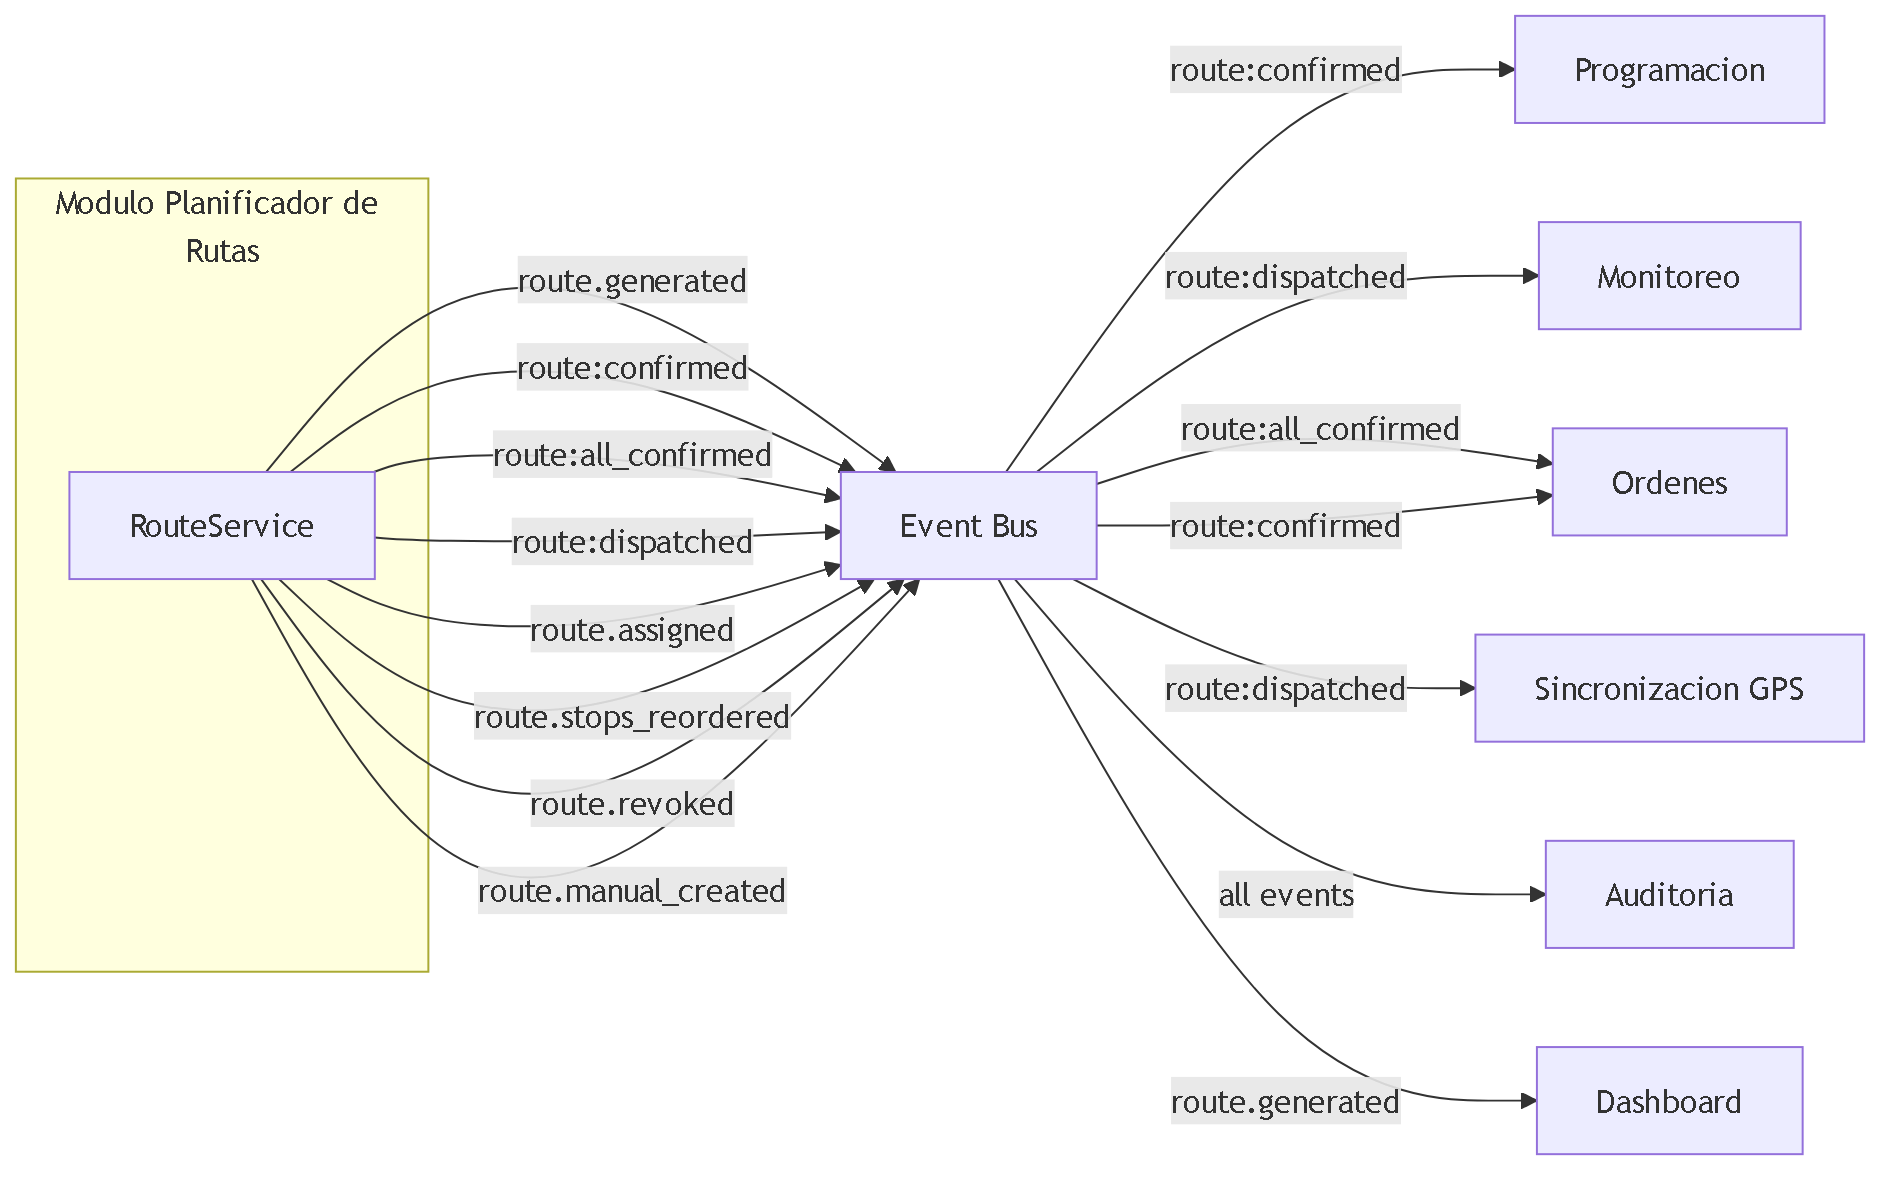 Modulo Planificador de
Rutas
RouteService
route.generated
route:confirmed
route:all_confirmed
route:dispatched
route.assigned
route.stops_reordered
route.revoked
route.manual_created
Event Bus
route:confirmed
route:dispatched
route:all_confirmed
route:confirmed
route:dispatched
all events
route.generated
Programacion
Monitoreo
Ordenes
Sincronizacion GPS
Auditoria
Dashboard